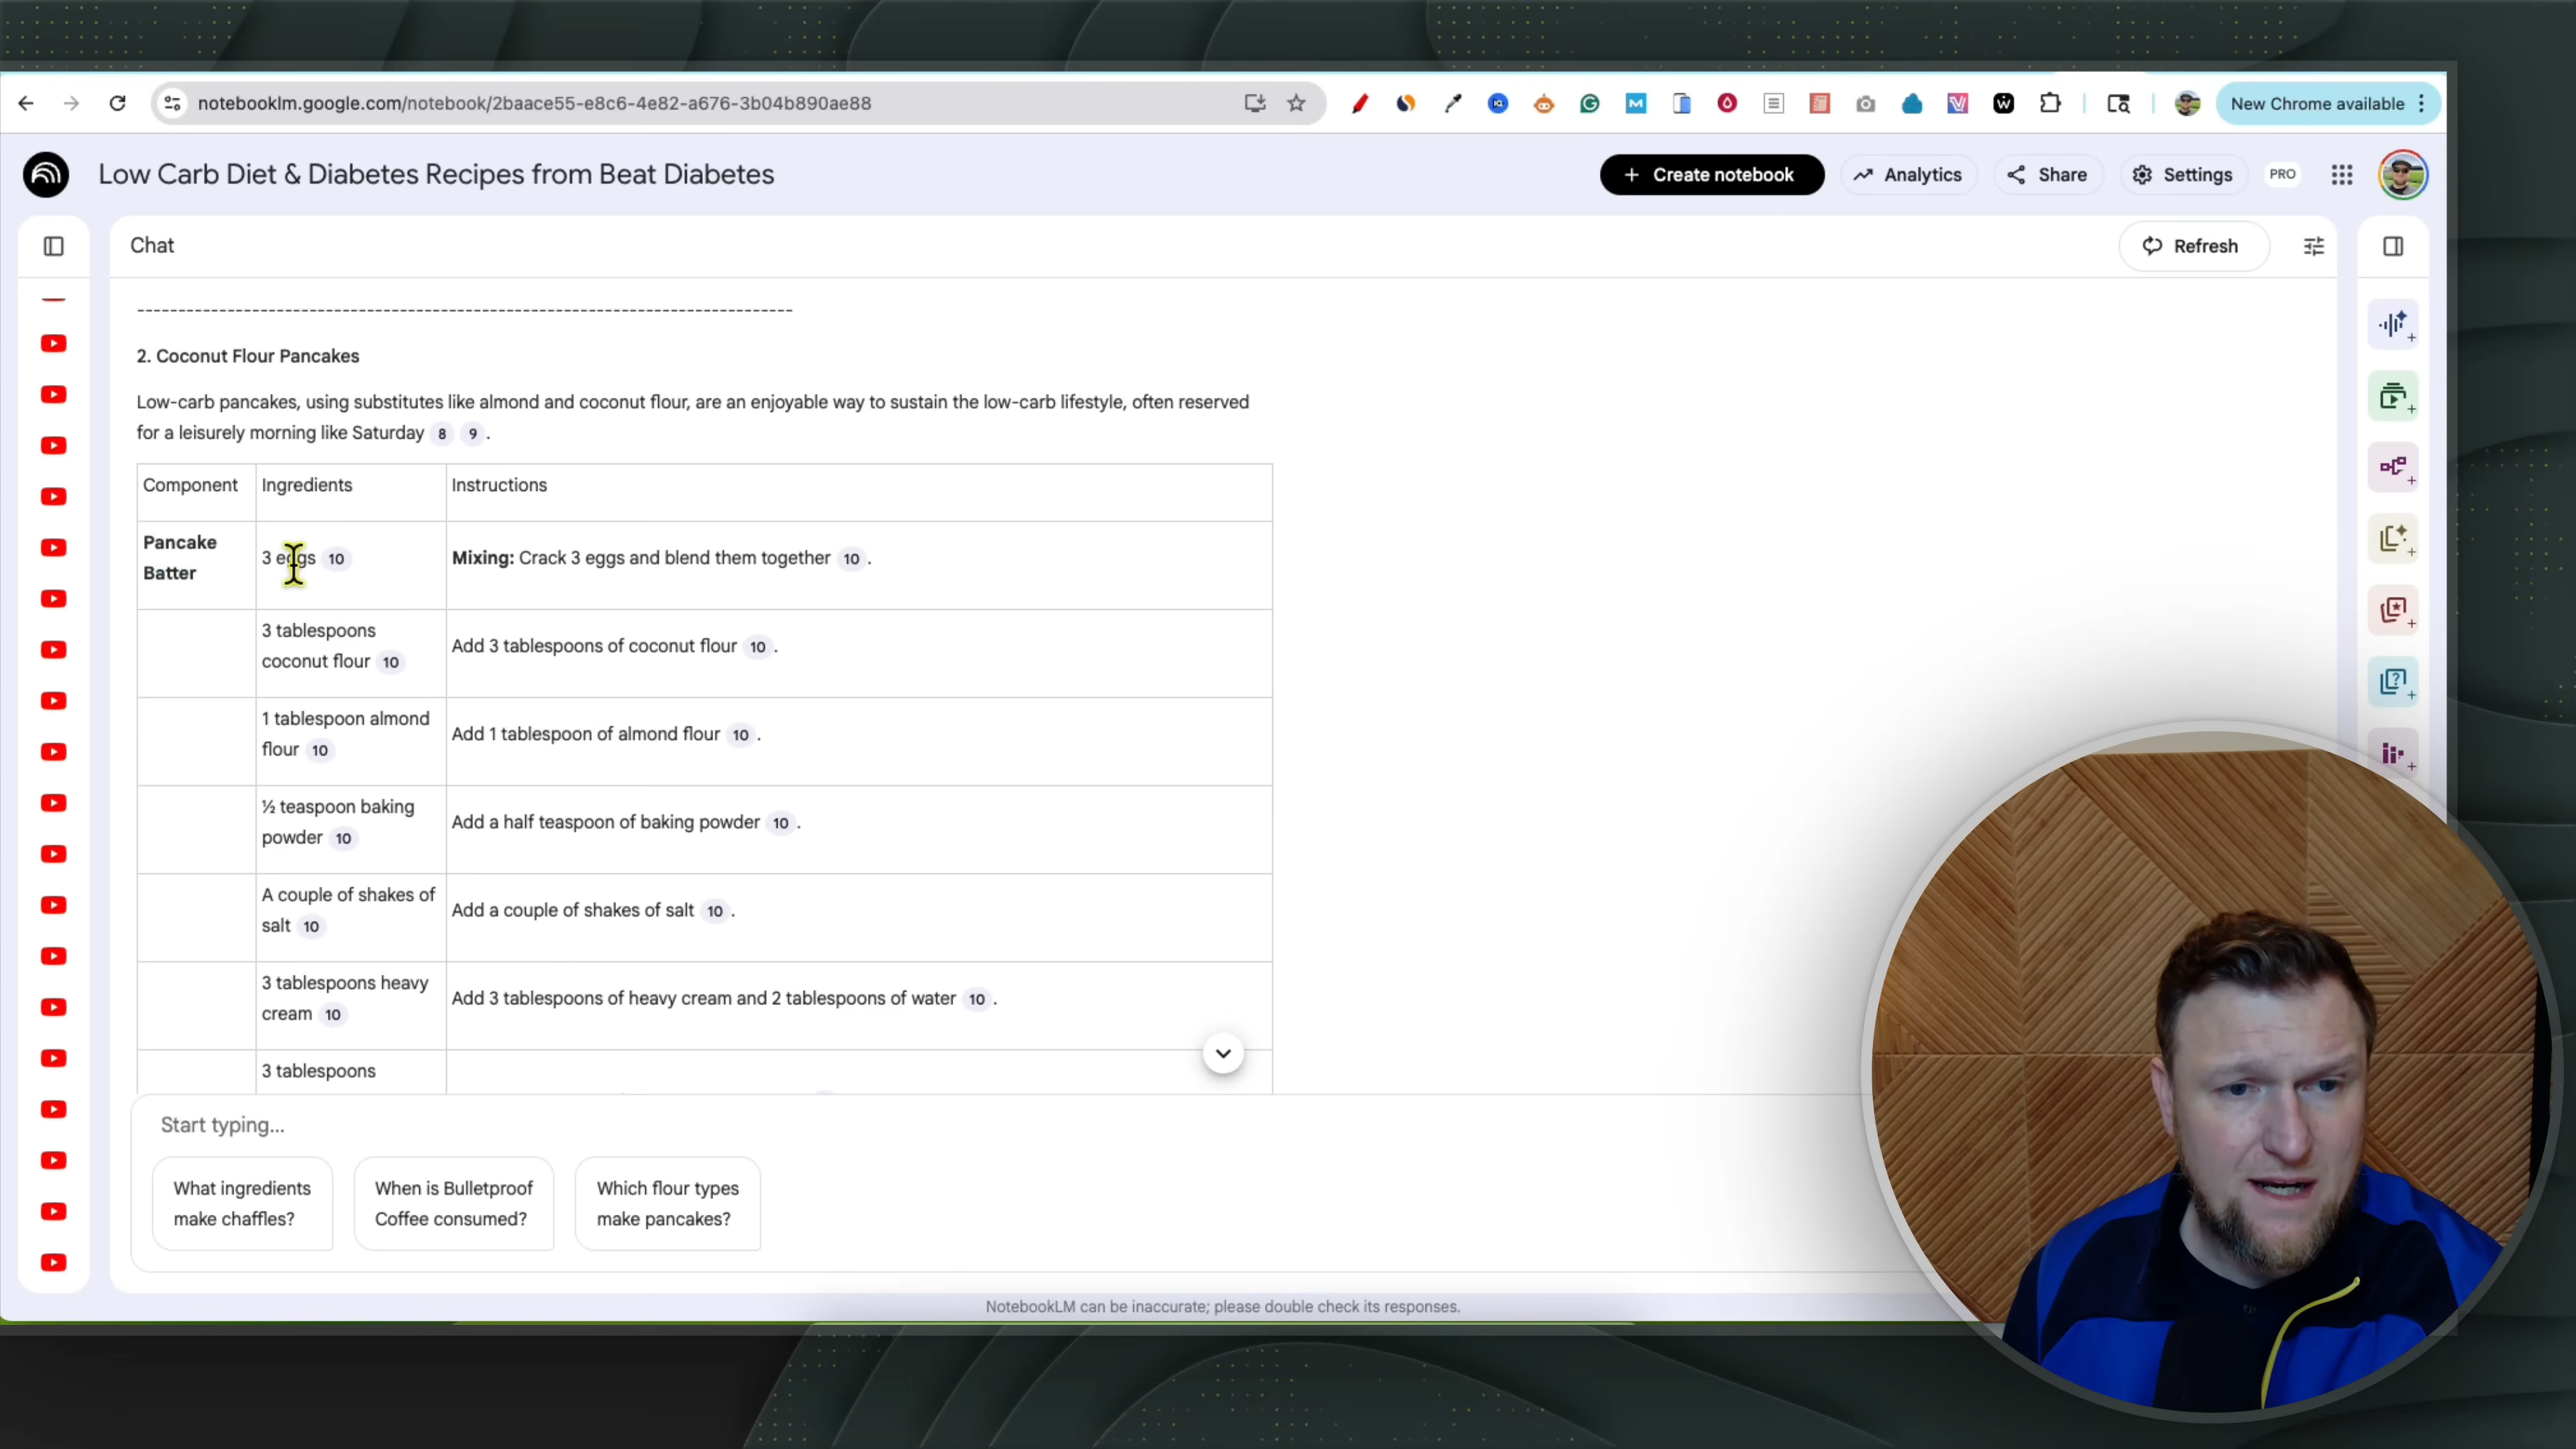 notebooklm.google.com/notebook/2baace55-e8c6-4e82-a676-3b04b890ae88
New Chrome available
Low Carb Diet & Diabetes Recipes from Beat Diabetes
Create notebook
Analytics
Share
Settings
PRO
Chat
Refresh
--------------------------------------------------------------------------------
2. Coconut Flour Pancakes
Low-carb pancakes, using substitutes like almond and coconut flour, are an enjoyable way to sustain the low-carb lifestyle, often reserved
for a leisurely morning like Saturday 8 9 .
Component Ingredients Instructions
Pancake
Batter
3 eggs 10
Mixing: Crack 3 eggs and blend them together 10 .
3 tablespoons
coconut flour 10
Add 3 tablespoons of coconut flour 10 .
1 tablespoon almond
flour 10
Add 1 tablespoon of almond flour 10 .
½ teaspoon baking
powder 10
Add a half teaspoon of baking powder 10 .
A couple of shakes of
salt 10
Add a couple of shakes of salt 10 .
3 tablespoons heavy
cream 10
Add 3 tablespoons of heavy cream and 2 tablespoons of water 10 .
3 tablespoons
Start typing...
What ingredients
make chaffles?
When is Bulletproof
Coffee consumed?
Which flour types
make pancakes?
NotebookLM can be inaccurate; please double check its responses.